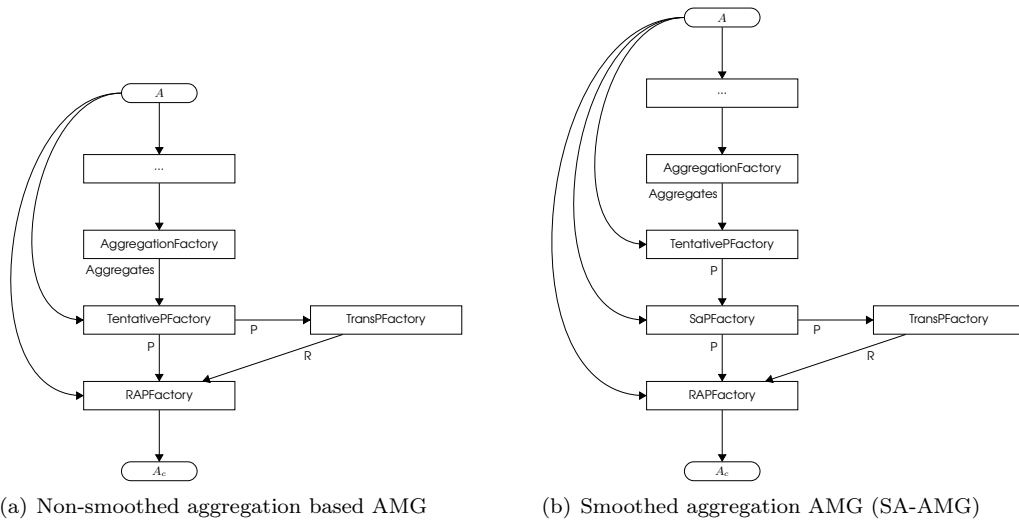 A
...
AggregationFactory
Aggregates
TentativePFactory
P
TransPFactory
P
R
RAPFactory
A_c
(a) Non-smoothed aggregation based AMG
A
...
AggregationFactory
Aggregates
TentativePFactory
P
SaPFactory
P
TransPFactory
P
R
RAPFactory
A_c
(b) Smoothed aggregation AMG (SA-AMG)